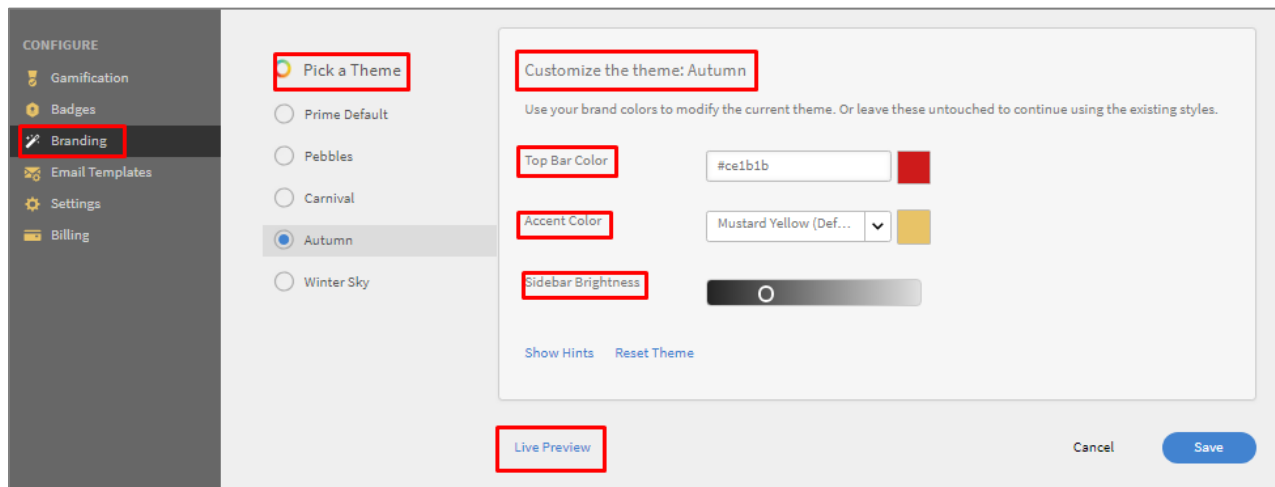 CONFIGURE
Gamification
Badges
Branding
Email Templates
Settings
Billing
Pick a Theme
Prime Default
Pebbles
Carnival
Autumn
Winter Sky
Customize the theme: Autumn
Use your brand colors to modify the current theme. Or leave these untouched to continue using the existing styles.
Top Bar Color
#ce1b1b
Accent Color
Mustard Yellow (Def...
Sidebar Brightness
Show Hints Reset Theme
Live Preview
Cancel
Save